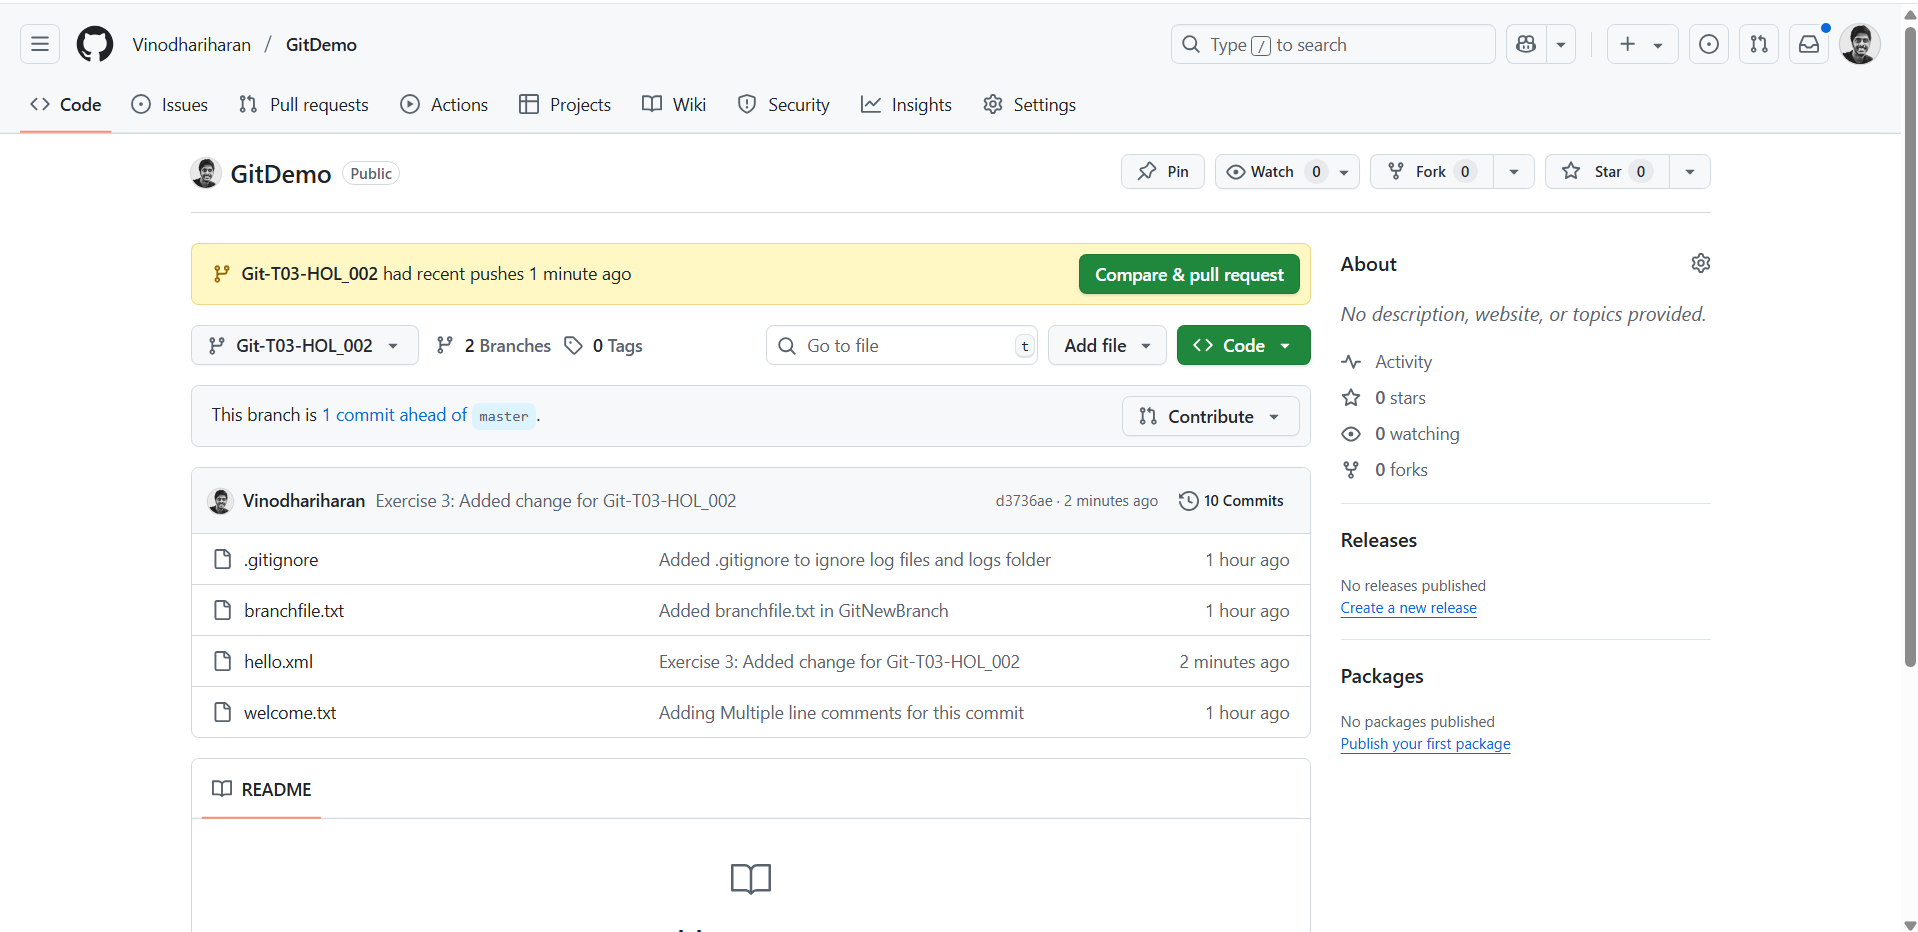 Vinodhariharan / GitDemo
Type / to search
Code Issues Pull requests Actions Projects Wiki Security Insights Settings
GitDemo Public
Pin Watch 0 Fork 0 Star 0
Git-T03-HOL_002 had recent pushes 1 minute ago
Compare & pull request
Git-T03-HOL_002 2 Branches 0 Tags
Go to file t
Add file
Code
This branch is 1 commit ahead of master .
Contribute
Vinodhariharan Exercise 3: Added change for Git-T03-HOL_002 d3736ae · 2 minutes ago 10 Commits
.gitignore Added .gitignore to ignore log files and logs folder 1 hour ago
branchfile.txt Added branchfile.txt in GitNewBranch 1 hour ago
hello.xml Exercise 3: Added change for Git-T03-HOL_002 2 minutes ago
welcome.txt Adding Multiple line comments for this commit 1 hour ago
README
About
No description, website, or topics provided.
Activity
0 stars
0 watching
0 forks
Releases
No releases published
Create a new release
Packages
No packages published
Publish your first package